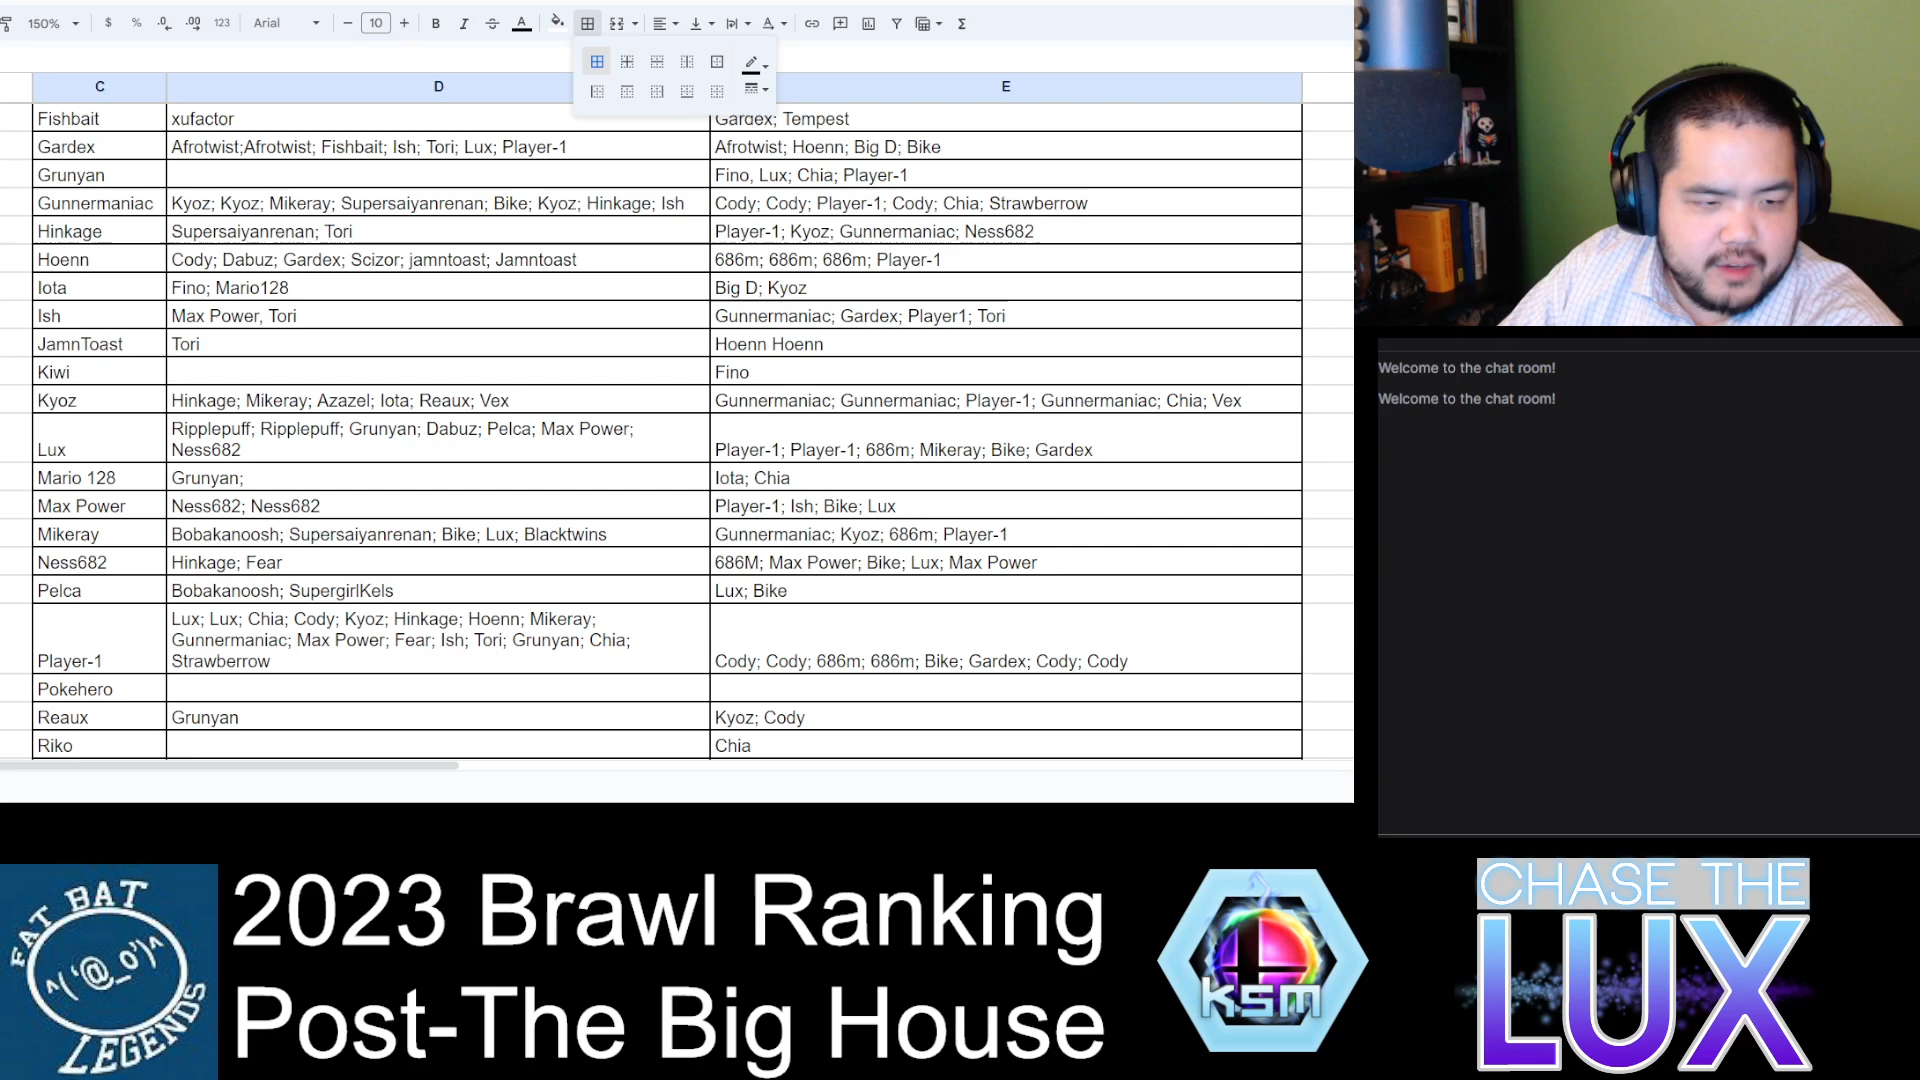 150% $ % .0 .00 123 Arial 10 B I A
C D E
Fishbait xufactor Gardex; Tempest
Gardex Afrotwist;Afrotwist; Fishbait; Ish; Tori; Lux; Player-1 Afrotwist; Hoenn; Big D; Bike
Grunyan Fino, Lux; Chia; Player-1
Gunnermaniac Kyoz; Kyoz; Mikeray; Supersaiyanrenan; Bike; Kyoz; Hinkage; Ish Cody; Cody; Player-1; Cody; Chia; Strawberrow
Hinkage Supersaiyanrenan; Tori Player-1; Kyoz; Gunnermaniac; Ness682
Hoenn Cody; Dabuz; Gardex; Scizor; jamntoast; Jamntoast 686m; 686m; 686m; Player-1
Iota Fino; Mario128 Big D; Kyoz
Ish Max Power, Tori Gunnermaniac; Gardex; Player1; Tori
JamnToast Tori Hoenn Hoenn
Kiwi Fino
Kyoz Hinkage; Mikeray; Azazel; Iota; Reaux; Vex Gunnermaniac; Gunnermaniac; Player-1; Gunnermaniac; Chia; Vex
Ripplepuff; Ripplepuff; Grunyan; Dabuz; Pelca; Max Power;
Lux Ness682 Player-1; Player-1; 686m; Mikeray; Bike; Gardex
Mario 128 Grunyan; Iota; Chia
Max Power Ness682; Ness682 Player-1; Ish; Bike; Lux
Mikeray Bobakanoosh; Supersaiyanrenan; Bike; Lux; Blacktwins Gunnermaniac; Kyoz; 686m; Player-1
Ness682 Hinkage; Fear 686M; Max Power; Bike; Lux; Max Power
Pelca Bobakanoosh; SupergirlKels Lux; Bike
Lux; Lux; Chia; Cody; Kyoz; Hinkage; Hoenn; Mikeray;
Gunnermaniac; Max Power; Fear; Ish; Tori; Grunyan; Chia;
Player-1 Strawberrow Cody; Cody; 686m; 686m; Bike; Gardex; Cody; Cody
Pokehero
Reaux Grunyan Kyoz; Cody
Riko Chia
Welcome to the chat room!
Welcome to the chat room!
FAT BAT
^('@_o')^
LEGENDS
2023 Brawl Ranking
Post-The Big House
KSM
CHASE THE
LUX